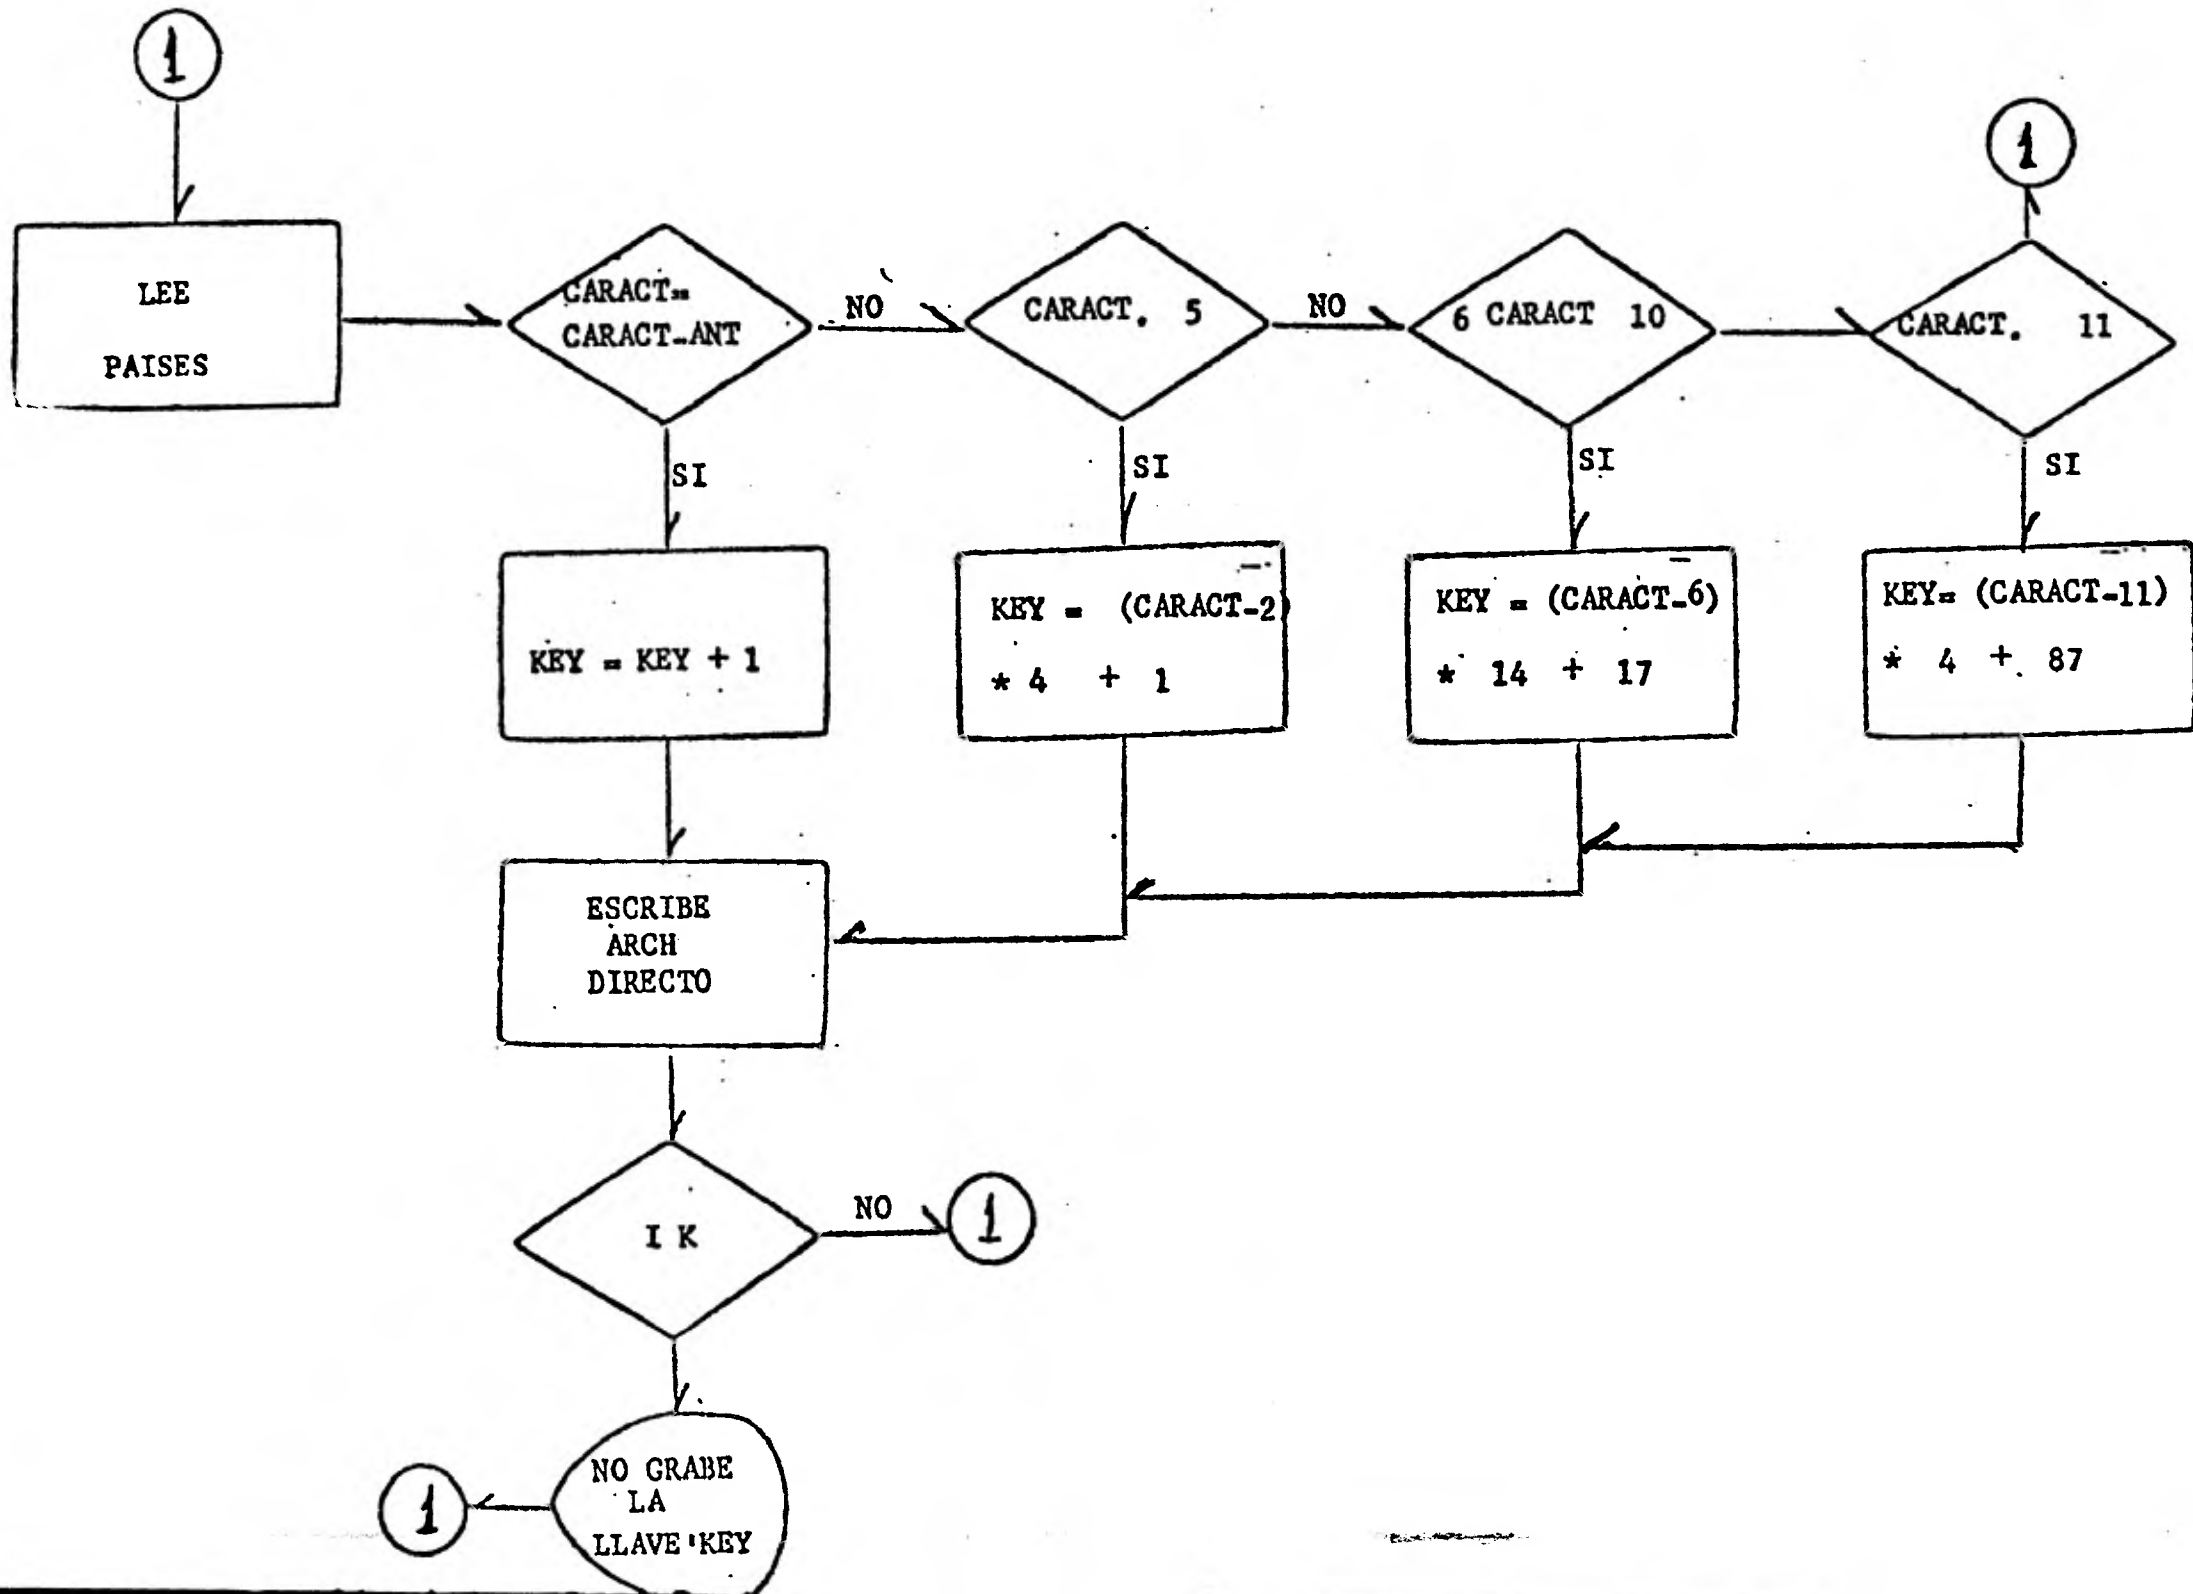 1
1
LEE
PAISES
CARACT=
CARACT-ANT
NO
CARACT. 5
NO
6 CARACT 10
CARACT. 11
SI
SI
SI
SI
KEY = KEY + 1
KEY = (CARACT-2)
* 4 + 1
KEY = (CARACT-6)
* 14 + 17
KEY= (CARACT-11)
* 4 + 87
ESCRIBE
ARCH
DIRECTO
I K
NO
1
NO GRABE
LA
LLAVE'KEY
1